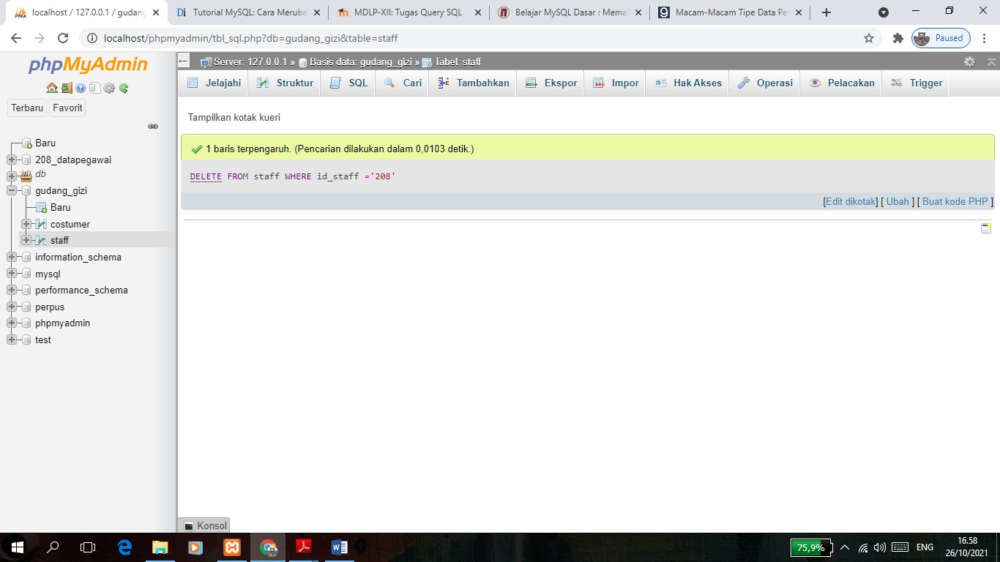 localhost / 127.0.0.1 / gudang
Tutorial MySQL: Cara Meruba
MDLP-XII: Tugas Query SQL
Belajar MySQL Dasar : Mema
Macam-Macam Tipe Data Pe
localhost/phpmyadmin/tbl_sql.php?db=gudang_gizi&table=staff
Paused
phpMyAdmin
Terbaru Favorit
Baru
208_datapegawai
db
gudang_gizi
Baru
costumer
staff
information_schema
mysql
performance_schema
perpus
phpmyadmin
test
Server: 127.0.0.1 » Basis data: gudang_gizi » Tabel: staff
Jelajahi Struktur SQL Cari Tambahkan Ekspor Impor Hak Akses Operasi Pelacakan Trigger
Tampilkan kotak kueri
1 baris terpengaruh. (Pencarian dilakukan dalam 0,0103 detik.)
DELETE FROM staff WHERE id_staff ='208'
[Edit dikotak] [ Ubah ] [ Buat kode PHP ]
Konsol
75,9%
ENG
16.58
26/10/2021